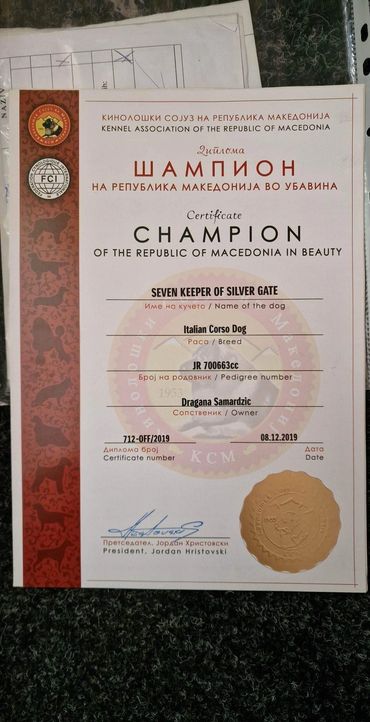 КИНОЛОШКИ СОЈУЗ НА РЕПУБЛИКА МАКЕДОНИЈА
KENNEL ASSOCIATION OF THE REPUBLIC OF MACEDONIA
Диплома
ШАМПИОН
НА РЕПУБЛИКА МАКЕДОНИЈА ВО УБАВИНА
Certificate
CHAMPION
OF THE REPUBLIC OF MACEDONIA IN BEAUTY
FCI
SEVEN KEEPER OF SILVER GATE
Име на кучето / Name of the dog
Italian Corso Dog
Раса / Breed
JR 700663cc
Број на родовник / Pedigree number
Dragana Samardzic
Сопственик / Owner
712-OFF/2019 08.12.2019
Диплома број Дата
Certificate number Date
КСМ
Претседател, Јордан Христовски
President, Jordan Hristovski